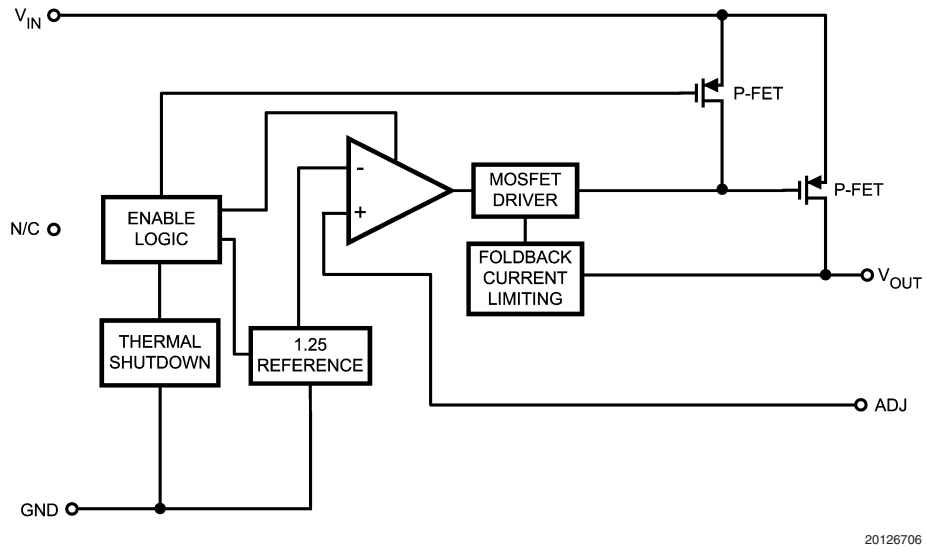 VIN
P-FET
MOSFET
DRIVER
P-FET
-
+
ENABLE
LOGIC
N/C
FOLDBACK
CURRENT
LIMITING
VOUT
THERMAL
SHUTDOWN
1.25
REFERENCE
ADJ
GND
20126706